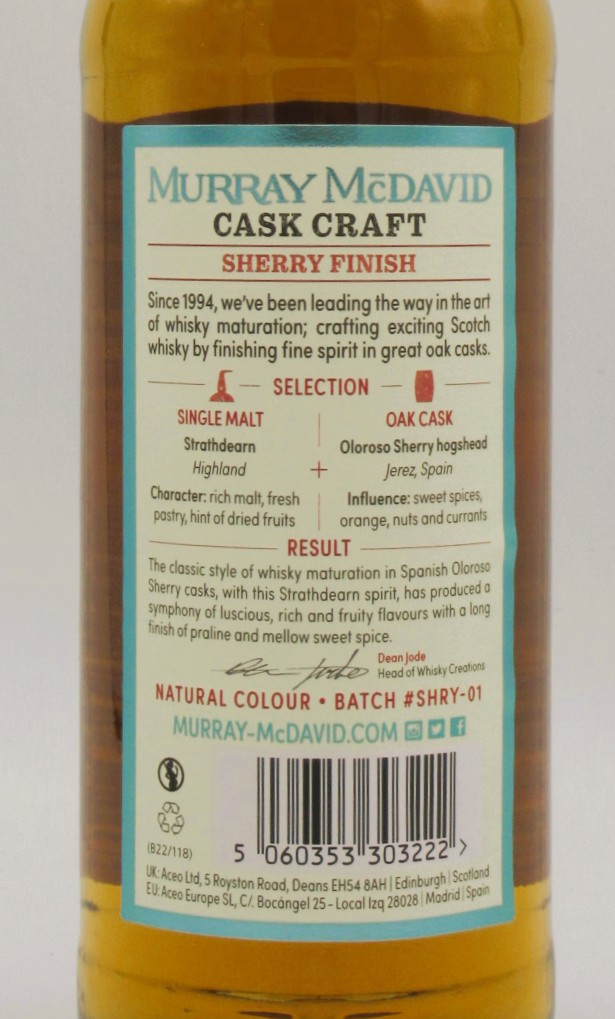 MURRAY McDAVID
CASK CRAFT
SHERRY FINISH
Since 1994, we've been leading the way in the art
of whisky maturation; crafting exciting Scotch
whisky by finishing fine spirit in great oak casks.
SELECTION
SINGLE MALT
Strathdearn
Highland
Character: rich malt, fresh
pastry, hint of dried fruits
+
OAK CASK
Oloroso Sherry hogshead
Jerez, Spain
Influence: sweet spices,
orange, nuts and currants
RESULT
The classic style of whisky maturation in Spanish Oloroso
Sherry casks, with this Strathdearn spirit, has produced a
symphony of luscious, rich and fruity flavours with a long
finish of praline and mellow sweet spice.
Dean Jode
Head of Whisky Creations
NATURAL COLOUR • BATCH #SHRY-01
MURRAY-McDAVID.COM
(B22/118)
5 060353 303222 >
UK: Aceo Ltd, 5 Royston Road, Deans EH54 8AH | Edinburgh | Scotland
EU: Aceo Europe SL, C/. Bocángel 25 - Local Izq 28028 | Madrid | Spain